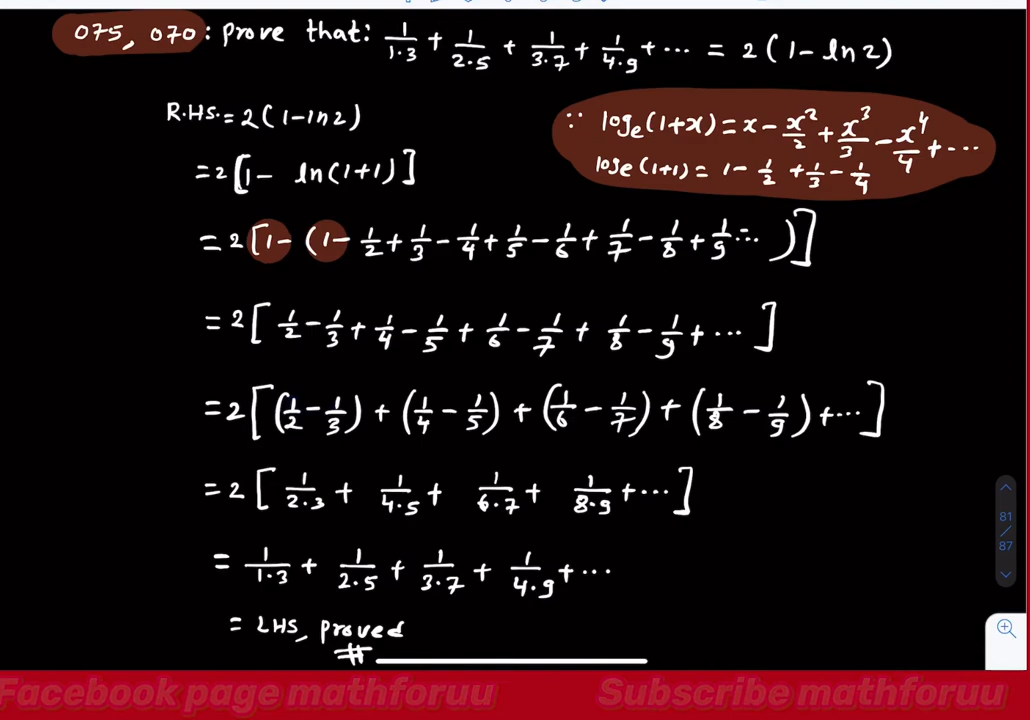 075, 070 : prove that: 1/1·3 + 1/2·5 + 1/3·7 + 1/4·9 + ... = 2(1 - ln2)
R.HS. = 2(1 - ln2)
∵ loge(1+x) = x - x²/2 + x³/3 - x⁴/4 + ...
loge(1+1) = 1 - 1/2 + 1/3 - 1/4
= 2[1 - ln(1+1)]
= 2[1 - (1 - 1/2 + 1/3 - 1/4 + 1/5 - 1/6 + 1/7 - 1/8 + 1/9 - ...)]
= 2[1/2 - 1/3 + 1/4 - 1/5 + 1/6 - 1/7 + 1/8 - 1/9 + ...]
= 2[(1/2 - 1/3) + (1/4 - 1/5) + (1/6 - 1/7) + (1/8 - 1/9) + ...]
= 2[1/2·3 + 1/4·5 + 1/6·7 + 1/8·9 + ...]
= 1/1·3 + 1/2·5 + 1/3·7 + 1/4·9 + ...
= LHS, proved
#
81
/
87
Facebook page mathforuu Subscribe mathforuu